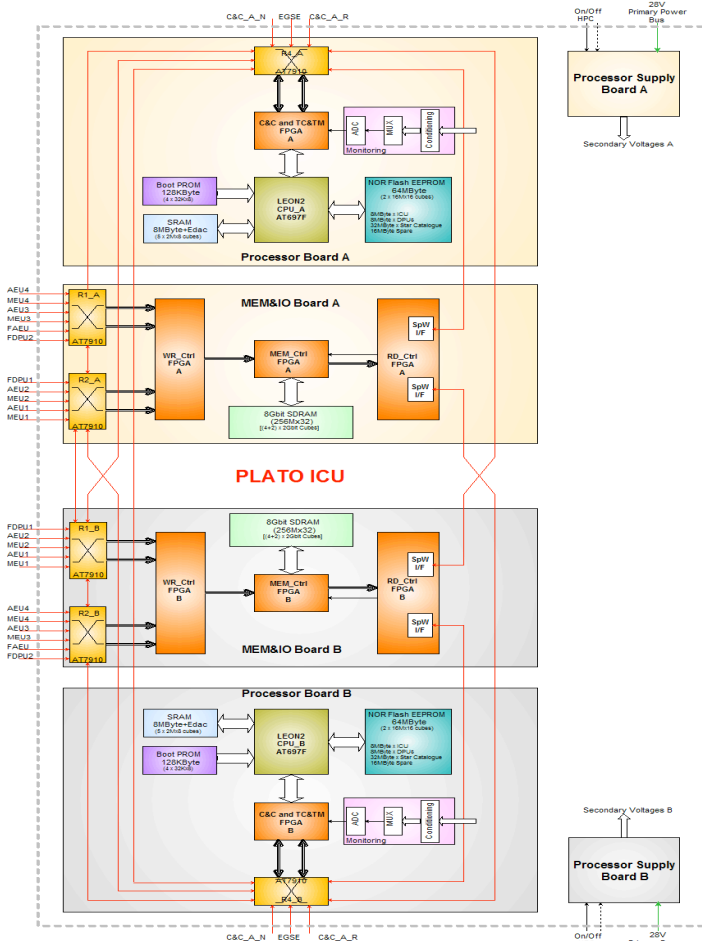 C&C_A_N EGSE C&C_A_R
On/Off
HPC
28V
Primary Power
Bus
R4_A
AT7910
Processor Supply
Board A
Secondary Voltages A
C&C and TC&TM
FPGA
A
ADC
MUX
Conditioning
Monitoring
Boot PROM
128KByte
(4 x 32Kx8)
SRAM
8MByte+Edac
(5 x 2Mx8 cubes)
LEON2
CPU_A
AT697F
NOR Flash EEPROM
64MByte
(2 x 16Mx16 cubes)
8MByte x ICU
8MByte x DPUs
32MByte x Star Catalogue
16MByte Spare
Processor Board A
MEM&IO Board A
AEU4
MEU4
AEU3
MEU3
FAEU
FDPU2
R1_A
AT7910
FDPU1
AEU2
MEU2
AEU1
MEU1
R2_A
AT7910
WR_Ctrl
FPGA
A
MEM_Ctrl
FPGA
A
RD_Ctrl
FPGA
A
SpW
I/F
SpW
I/F
8Gbit SDRAM
(256Mx32)
[(4+2) x 2Gbit Cubes]
PLATO ICU
FDPU1
AEU2
MEU2
AEU1
MEU1
R1_B
AT7910
AEU4
MEU4
AEU3
MEU3
FAEU
FDPU2
R2_B
AT7910
8Gbit SDRAM
(256Mx32)
[(4+2) x 2Gbit Cubes]
WR_Ctrl
FPGA
B
MEM_Ctrl
FPGA
B
RD_Ctrl
FPGA
B
SpW
I/F
SpW
I/F
MEM&IO Board B
Processor Board B
SRAM
8MByte+Edac
(5 x 2Mx8 cubes)
Boot PROM
128KByte
(4 x 32Kx8)
LEON2
CPU_B
AT697F
NOR Flash EEPROM
64MByte
(2 x 16Mx16 cubes)
8MByte x ICU
8MByte x DPUs
32MByte x Star Catalogue
16MByte Spare
C&C and TC&TM
FPGA
B
ADC
MUX
Conditioning
Monitoring
AT7910
R4_B
Secondary Voltages B
Processor Supply
Board B
C&C_A_N EGSE C&C_A_R
On/Off
28V